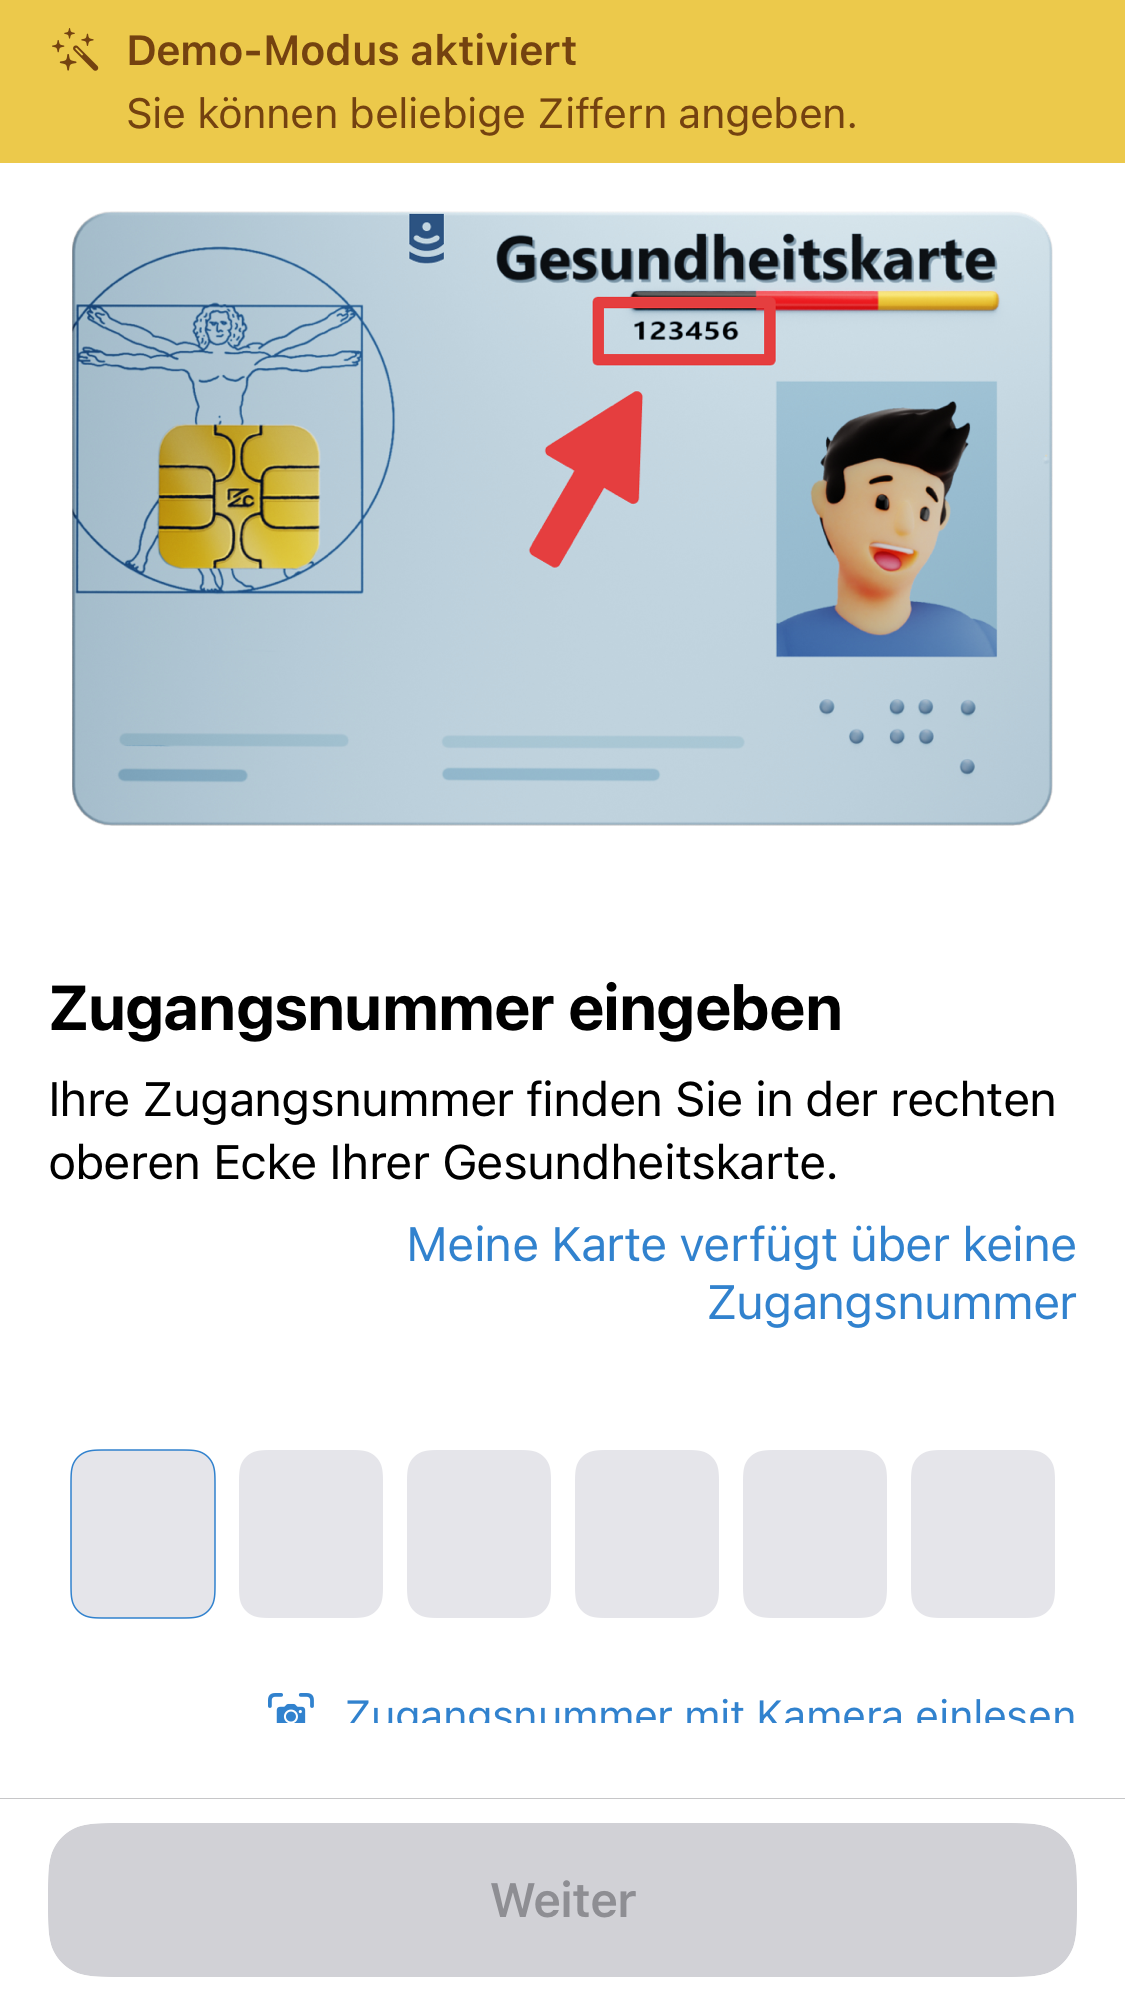 Demo-Modus aktiviert
Sie können beliebige Ziffern angeben.
Gesundheitskarte
123456
Zugangsnummer eingeben
Ihre Zugangsnummer finden Sie in der rechten
oberen Ecke Ihrer Gesundheitskarte.
Meine Karte verfügt über keine
Zugangsnummer
Zugangsnummer mit Kamera einlesen
Weiter